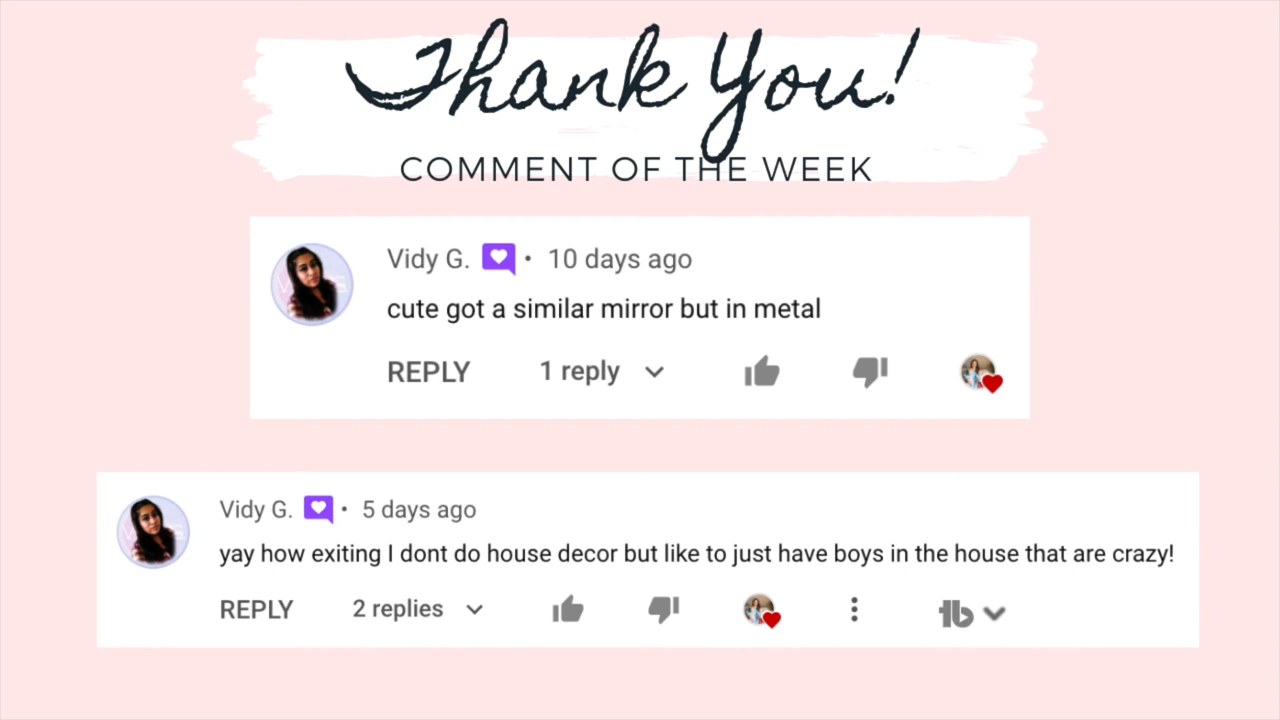 Thank You!
COMMENT OF THE WEEK
Vidy G. • 10 days ago
cute got a similar mirror but in metal
REPLY 1 reply
Vidy G. • 5 days ago
yay how exiting I dont do house decor but like to just have boys in the house that are crazy!
REPLY 2 replies tb